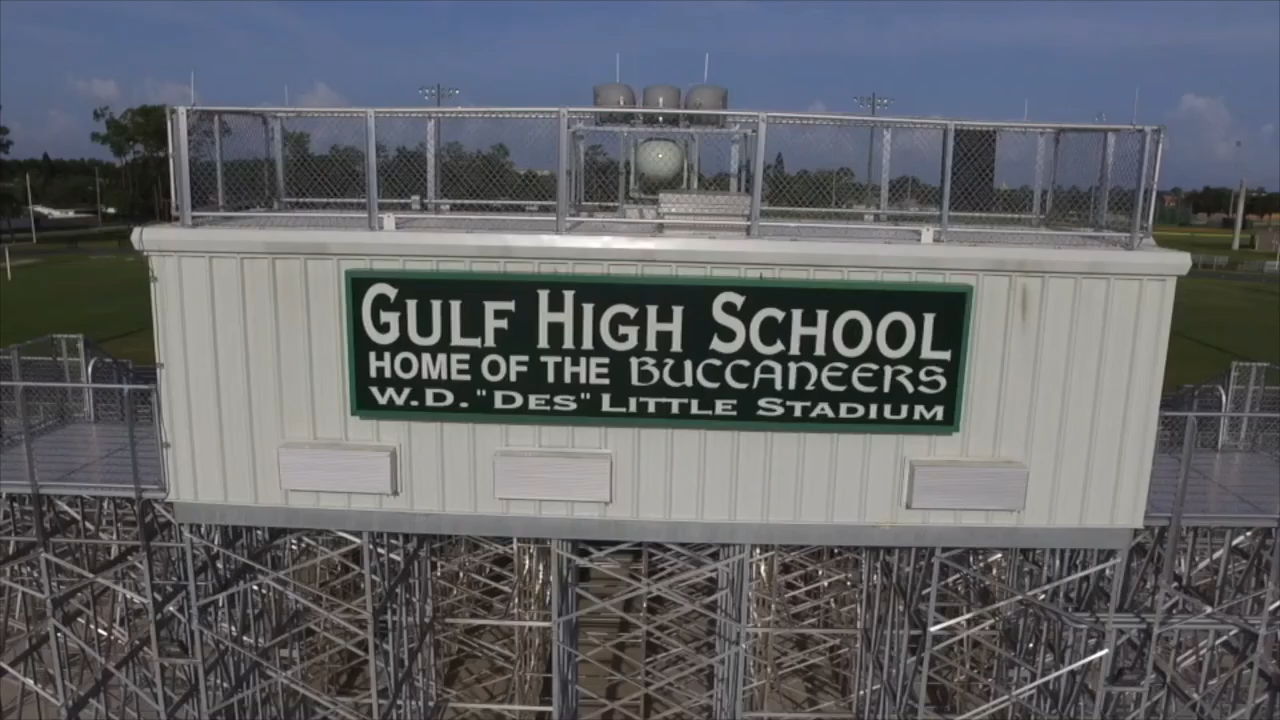 GULF HIGH SCHOOL
HOME OF THE BUCCANEERS
W.D. "DES" LITTLE STADIUM